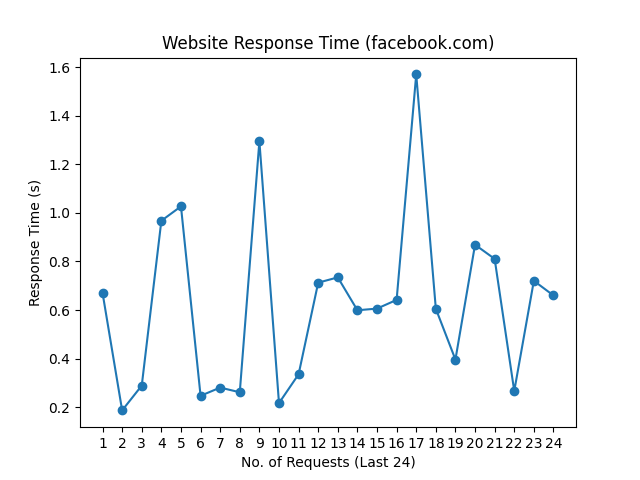 Website Response Time (facebook.com)
Response Time (s)
1.6
1.4
1.2
1.0
0.8
0.6
0.4
0.2
1 2 3 4 5 6 7 8 9 10 11 12 13 14 15 16 17 18 19 20 21 22 23 24
No. of Requests (Last 24)